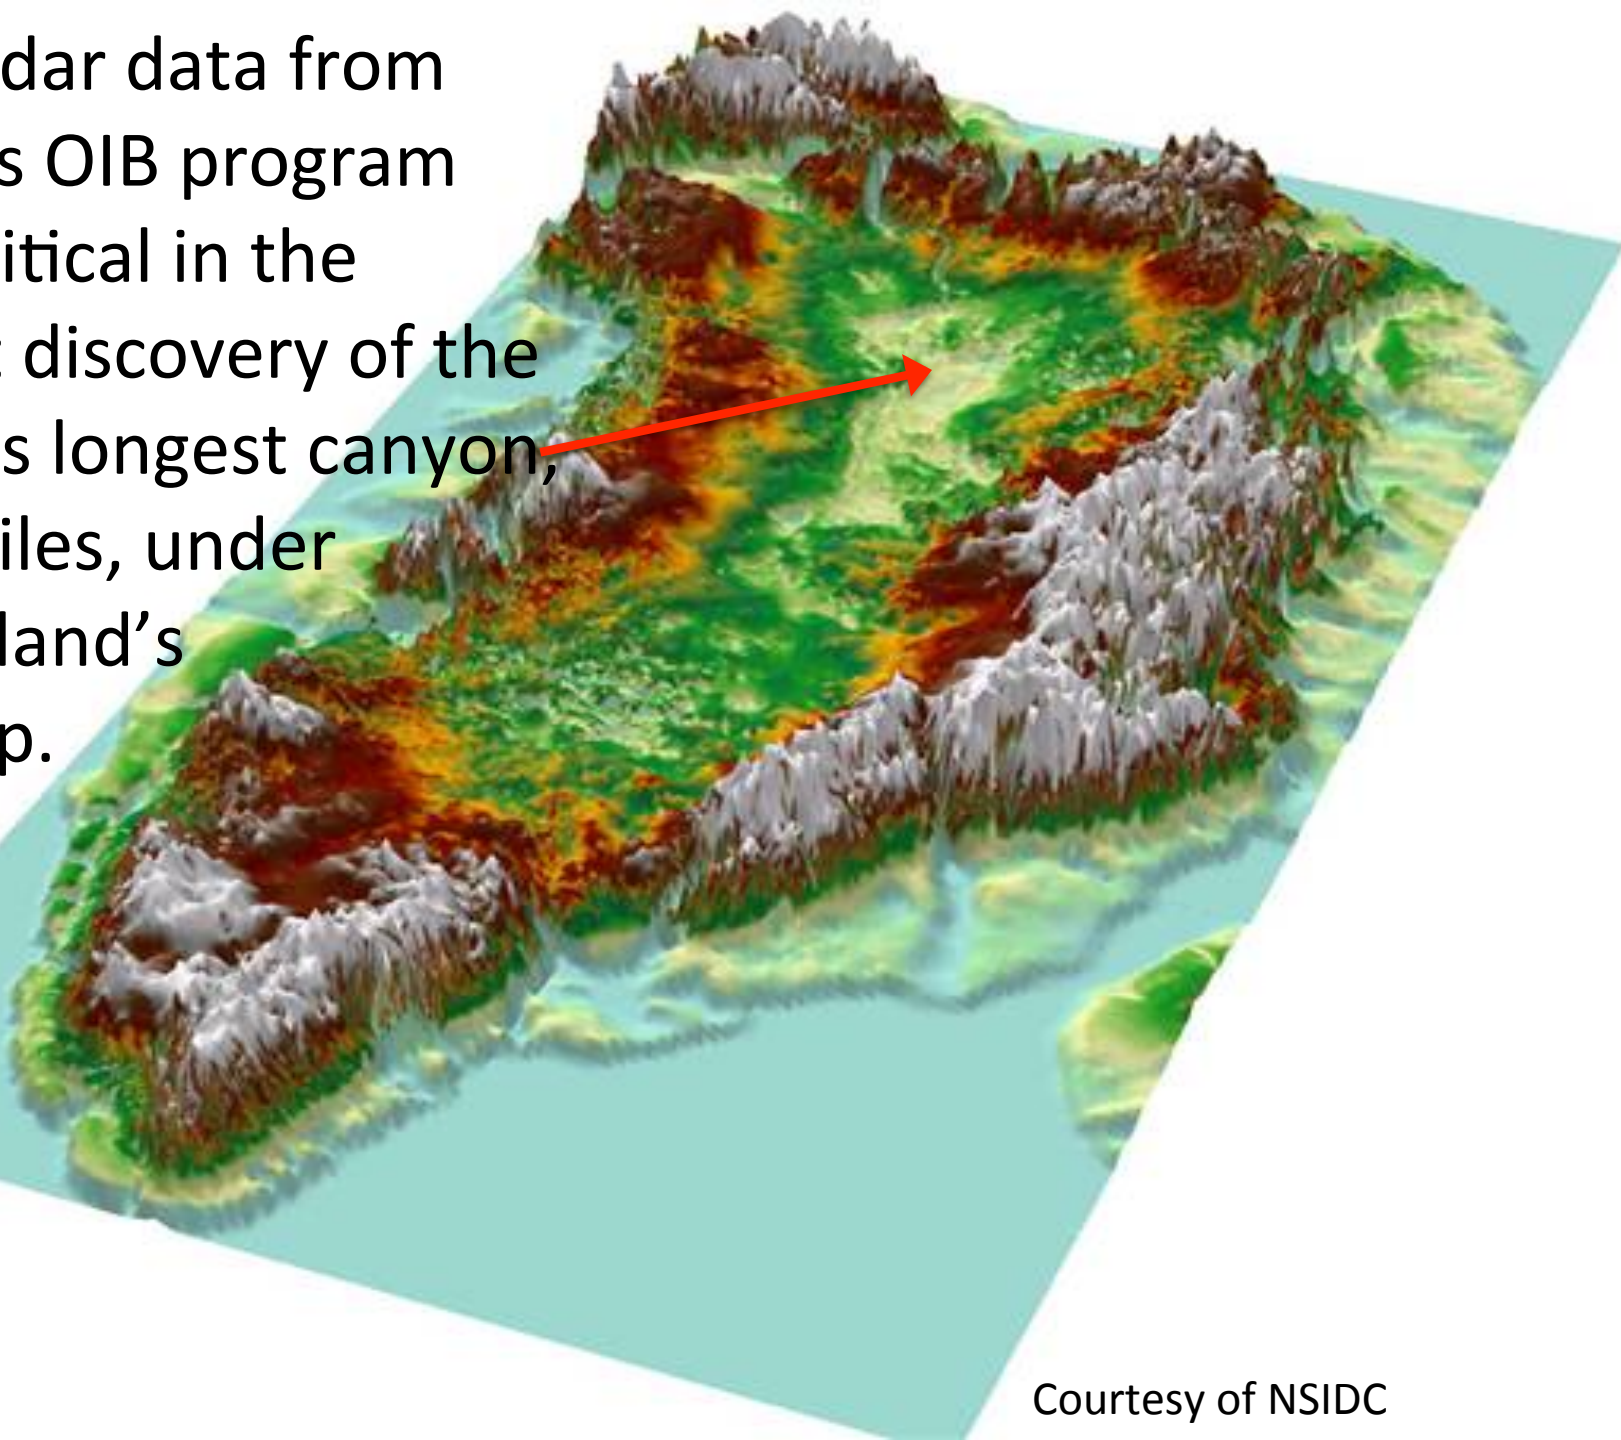 dar data from
s OIB program
itical in the
t discovery of the
s longest canyon,
iles, under
land’s
p.
Courtesy of NSIDC